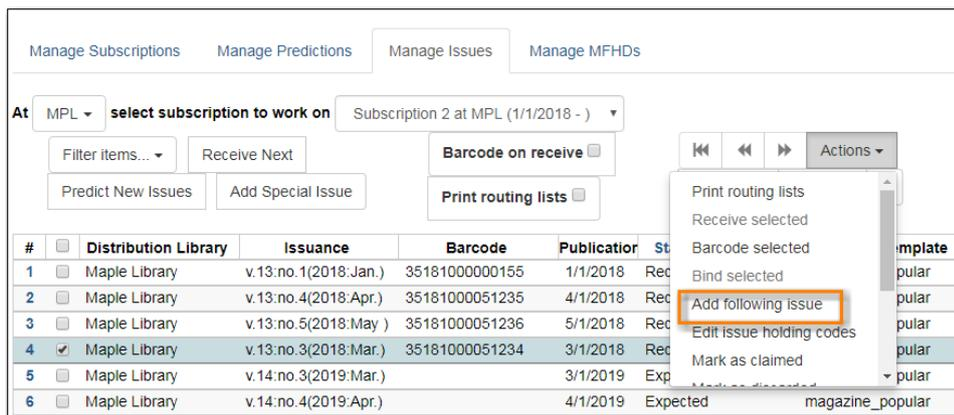 Manage Subscriptions Manage Predictions Manage Issues Manage MFHDs
At MPL select subscription to work on Subscription 2 at MPL (1/1/2018 - )
Filter items... Receive Next Barcode on receive Actions
Predict New Issues Add Special Issue Print routing lists
Print routing lists
Receive selected
Barcode selected
Bind selected
Add following issue
Edit issue holding codes
Mark as claimed
# Distribution Library Issuance Barcode Publication
1 Maple Library v.13:no.1(2018:Jan.) 35181000000155 1/1/2018
2 Maple Library v.13:no.4(2018:Apr.) 35181000051235 4/1/2018
3 Maple Library v.13:no.5(2018:May ) 35181000051236 5/1/2018
4 Maple Library v.13:no.3(2018:Mar.) 35181000051234 3/1/2018
5 Maple Library v.14:no.3(2019:Mar.) 3/1/2019
6 Maple Library v.14:no.4(2019:Apr.) 4/1/2019 Expected magazine_popular